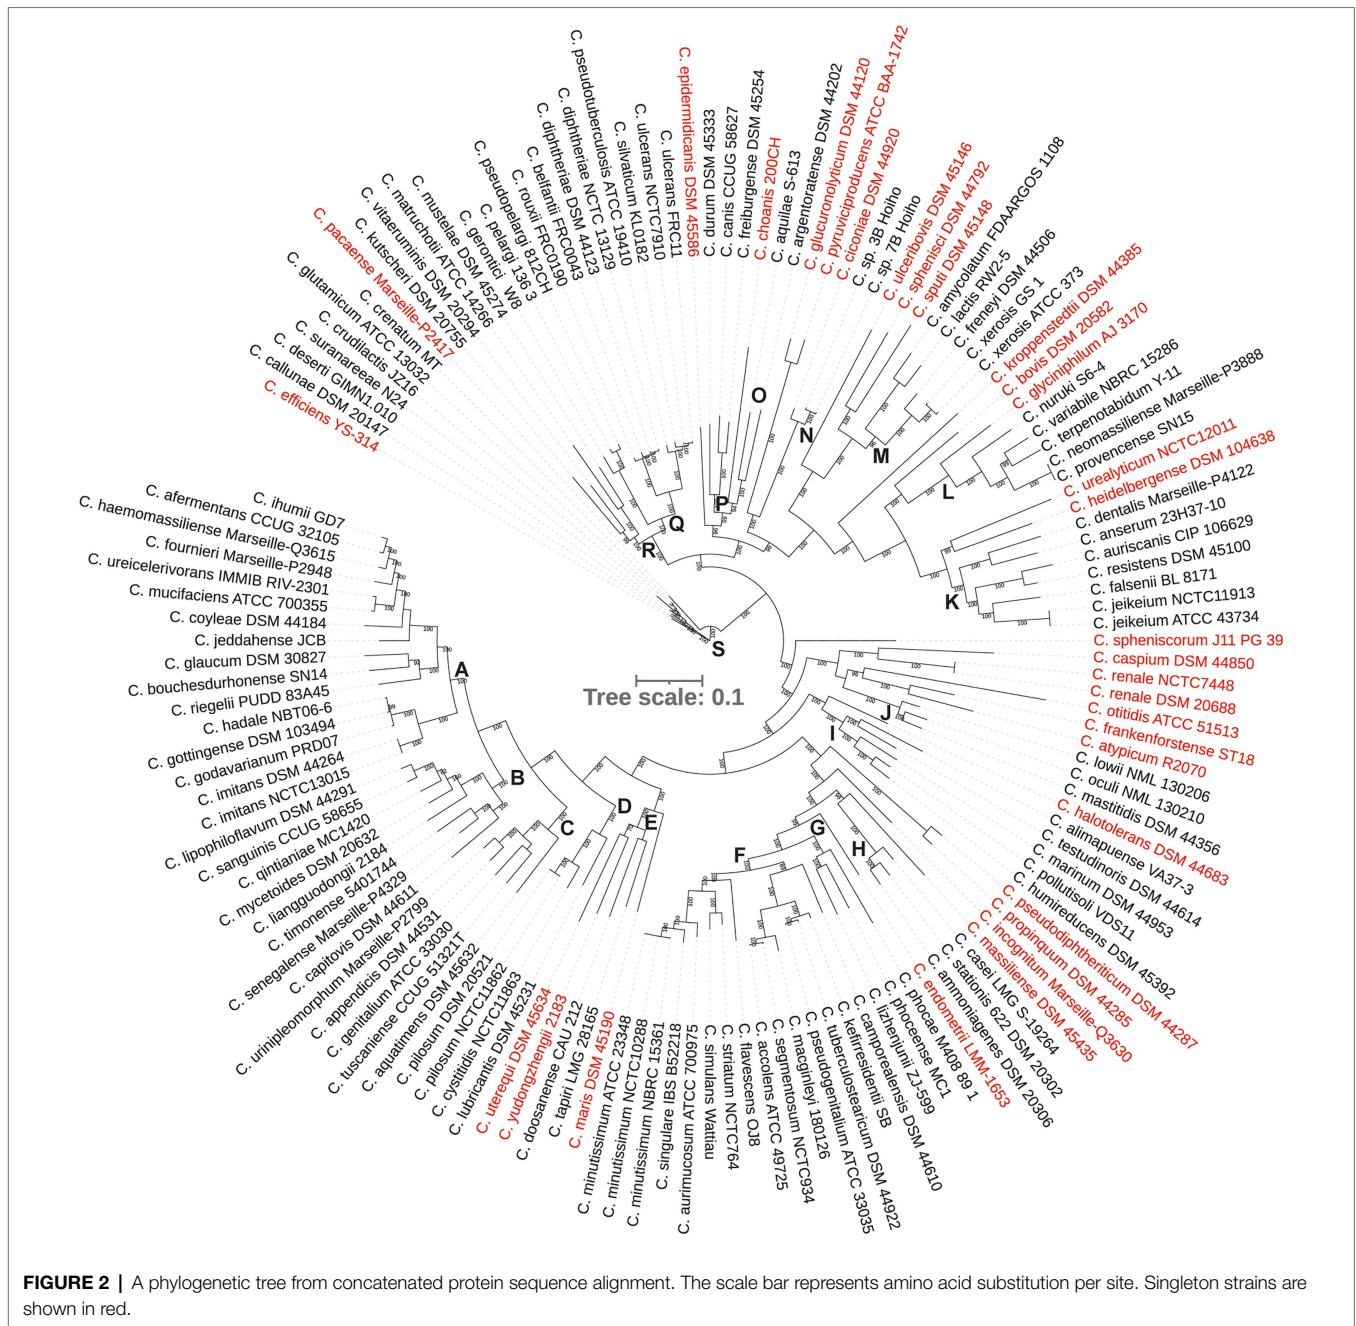 C. efficiens YS-314
C. callunae DSM 20147
C. deserti GIMN1.010
C. suranareeae N24
C. crudilactis JZ16
C. glutamicum ATCC 13032
C. crenatum MT
C. pacaense Marseille-P2417
C. kutscheri DSM 20755
C. vitaeruminis DSM 20294
C. matruchotii ATCC 14266
C. mustelae DSM 45274
C. gerontici W8
C. pelargi 136 3
C. pseudopelargi 812CH
C. rouxii FRC0190
C. belfantii FRC0043
C. diphtheriae DSM 44123
C. diphtheriae NCTC 13129
C. pseudotuberculosis ATCC 19410
C. silvaticum KL0182
C. ulcerans NCTC7910
C. ulcerans FRC11
C. epidermidicanis DSM 45586
C. durum DSM 45333
C. canis CCUG 58627
C. freiburgense DSM 45254
C. choanis 200CH
C. aquilae S-613
C. argentoratense DSM 44202
C. glucuronolyticum DSM 44120
C. pyruviciproducens ATCC BAA-1742
C. ciconiae DSM 44920
C. sp. 3B Hoiho
C. sp. 7B Hoiho
C. ulceribovis DSM 45146
C. sphenisci DSM 44792
C. sputi DSM 45148
C. amycolatum FDAARGOS 1108
C. lactis RW2-5
C. freneyi DSM 44506
C. xerosis GS 1
C. xerosis ATCC 373
C. kroppenstedtii DSM 44385
C. bovis DSM 20582
C. glyciniphilum AJ 3170
C. nuruki S6-4
C. variabile NBRC 15286
C. terpenotabidum Y-11
C. neomassiliense Marseille-P3888
C. provencense SN15
C. urealyticum NCTC12011
C. heidelbergense DSM 104638
C. dentalis Marseille-P4122
C. anserum 23H37-10
C. auriscanis CIP 106629
C. resistens DSM 45100
C. falsenii BL 8171
C. jeikeium NCTC11913
C. jeikeium ATCC 43734
C. spheniscorum J11 PG 39
C. caspium DSM 44850
C. renale NCTC7448
C. renale DSM 20688
C. otitidis ATCC 51513
C. frankenforstense ST18
C. atypicum R2070
C. lowii NML 130206
C. oculi NML 130210
C. mastitidis DSM 44356
C. halotolerans DSM 44683
C. alimapuense VA37-3
C. testudinoris DSM 44614
C. marinum DSM 44953
C. pollutisoli VDS11
C. humireducens DSM 45392
C. pseudodiphtheriticum DSM 44287
C. propinquum DSM 44285
C. incognitum Marseille-Q3630
C. massiliense DSM 45435
C. casei LMG S-19264
C. stationis 622 DSM 20302
C. ammoniagenes DSM 20306
C. endometrii LMM-1653
C. phocae M408 89 1
C. phoceense MC1
C. lizhenjunii ZJ-599
C. camporealensis DSM 44610
C. kefirresidentii SB
C. tuberculostearicum DSM 44922
C. pseudogenitalium ATCC 33035
C. macginleyi 180126
C. segmentosum NCTC934
C. accolens ATCC 49725
C. flavescens OJ8
C. striatum NCTC764
C. simulans Wattiau
C. aurimucosum ATCC 700975
C. singulare IBS B52218
C. minutissimum NBRC 15361
C. minutissimum NCTC10288
C. minutissimum ATCC 23348
C. maris DSM 45190
C. tapiri LMG 28165
C. doosanense CAU 212
C. yudongzhengii 2183
C. uterequi DSM 45634
C. lubricantis DSM 45231
C. cystitidis NCTC11863
C. pilosum NCTC11862
C. pilosum DSM 20521
C. aquatimens DSM 45632
C. tuscaniense CCUG 51321T
C. genitalium ATCC 33030
C. appendicis DSM 44531
C. urinipleomorphum Marseille-P2799
C. capitovis DSM 44611
C. senegalense Marseille-P4329
C. timonense 5401744
C. liangguodongii 2184
C. mycetoides DSM 20632
C. qintianiae MC1420
C. sanguinis CCUG 58655
C. lipophiloflavum DSM 44291
C. imitans NCTC13015
C. imitans DSM 44264
C. godavarianum PRD07
C. gottingense DSM 103494
C. hadale NBT06-6
C. riegelii PUDD 83A45
C. bouchesdurhonense SN14
C. glaucum DSM 30827
C. jeddahense JCB
C. coyleae DSM 44184
C. mucifaciens ATCC 700355
C. ureicelerivorans IMMIB RIV-2301
C. fournieri Marseille-P2948
C. haemomassiliense Marseille-Q3615
C. afermentans CCUG 32105
C. ihumii GD7
A
B
C
D
E
F
G
H
I
J
K
L
M
N
O
P
Q
R
S
Tree scale: 0.1
FIGURE 2 | A phylogenetic tree from concatenated protein sequence alignment. The scale bar represents amino acid substitution per site. Singleton strains are
shown in red.